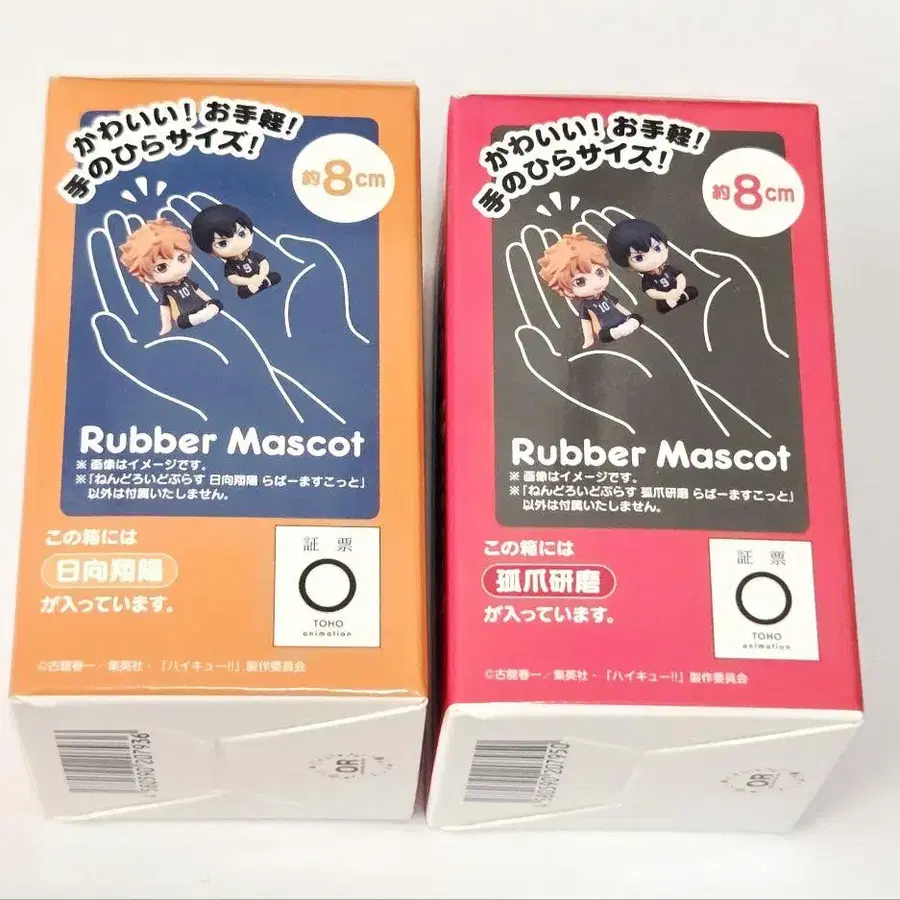 かわいい！お手軽！
手のひらサイズ！
約8cm
10
9
Rubber Mascot
※画像はイメージです。
※「ねんどろいどぷらす 日向翔陽 らばーますこっと」
以外は付属いたしません。
この箱には
日向翔陽
が入っています。
証票
TOHO
animation
©古舘春一／集英社・「ハイキュー!!」製作委員会
4580590 207936
OR
かわいい！お手軽！
手のひらサイズ！
約8cm
10
9
Rubber Mascot
※画像はイメージです。
※「ねんどろいどぷらす 孤爪研磨 らばーますこっと」
以外は付属いたしません。
この箱には
孤爪研磨
が入っています。
証票
TOHO
animation
©古舘春一／集英社・「ハイキュー!!」製作委員会
4580590 207950
OR